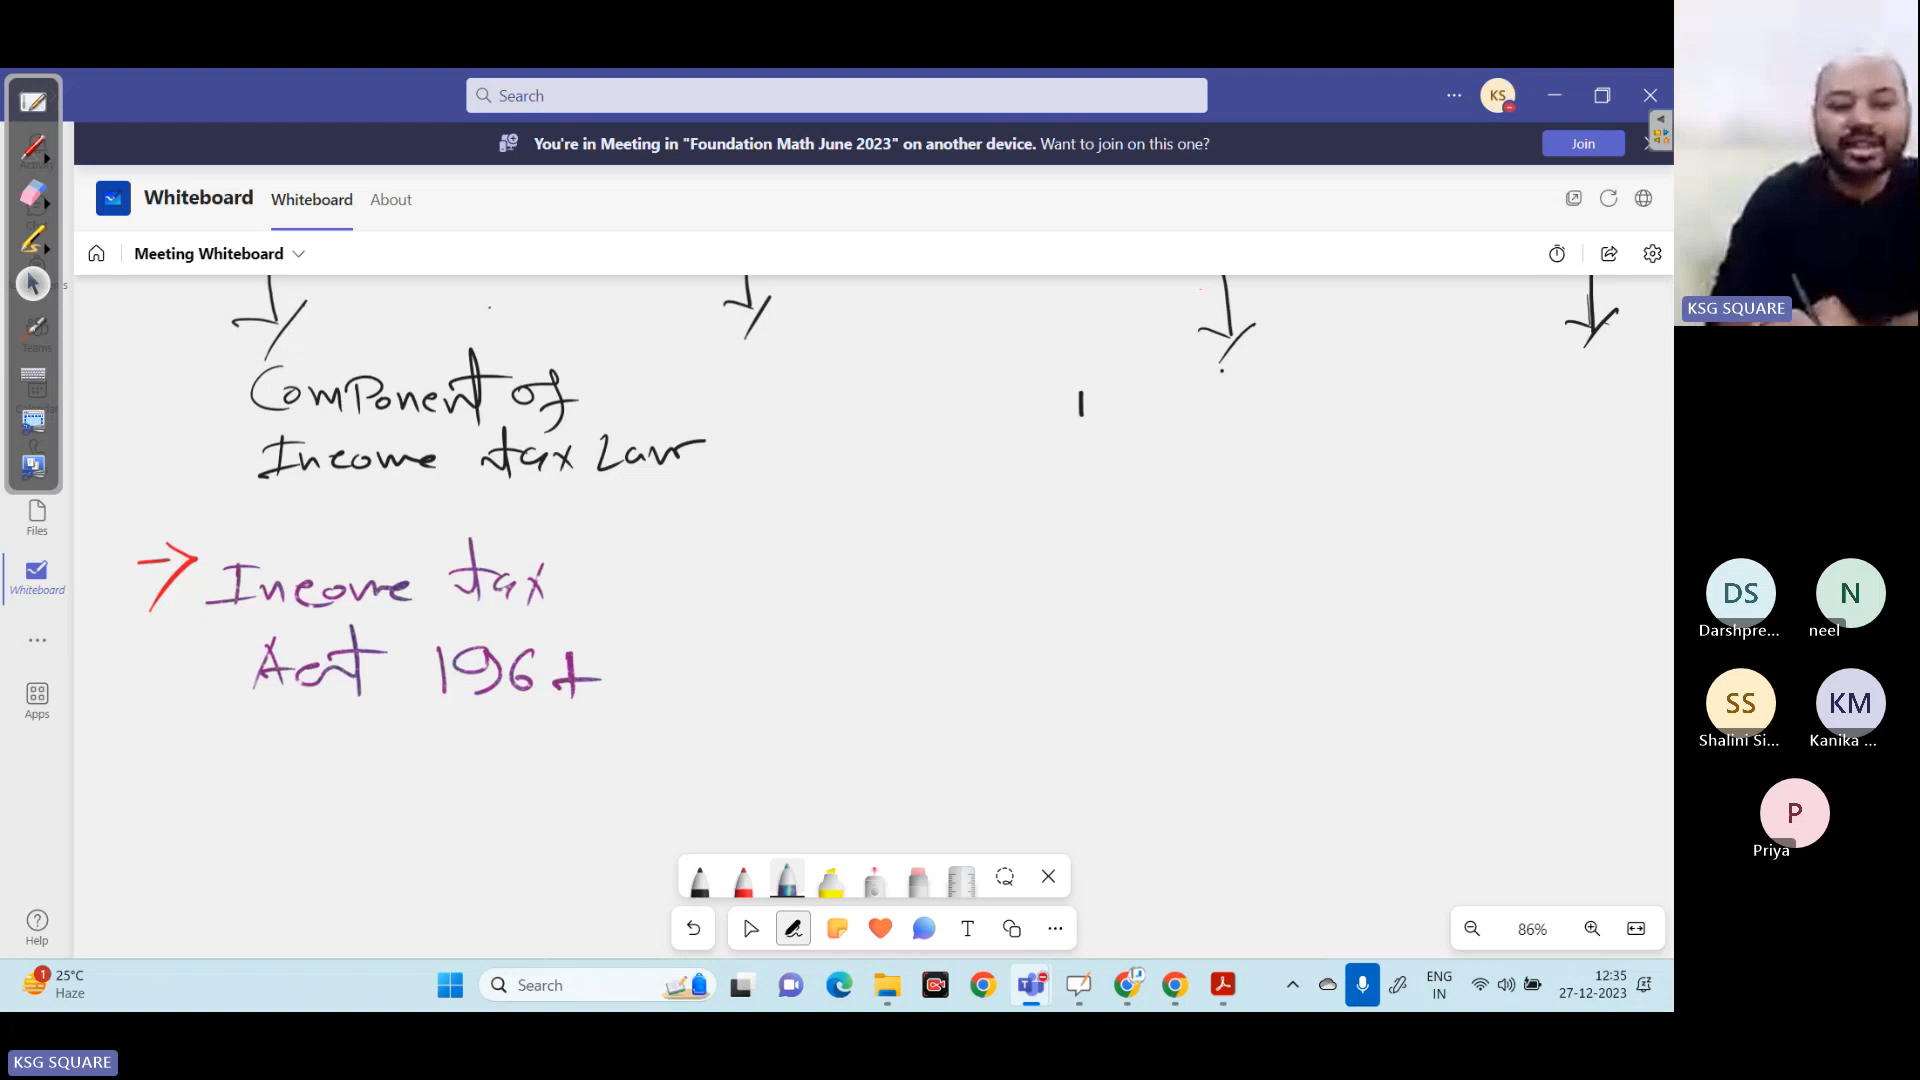 Search
KS
You're in Meeting in "Foundation Math June 2023" on another device. Want to join on this one?
Join
Whiteboard
Whiteboard
About
Meeting Whiteboard
Component of
Income tax Law
Income tax
Act 1961
Teams
Files
Whiteboard
Apps
Help
86%
1
25°C
Haze
Search
ENG
IN
12:35
27-12-2023
KSG SQUARE
KSG SQUARE
DS
Darshpre...
N
neel
SS
Shalini Si...
KM
Kanika ...
P
Priya